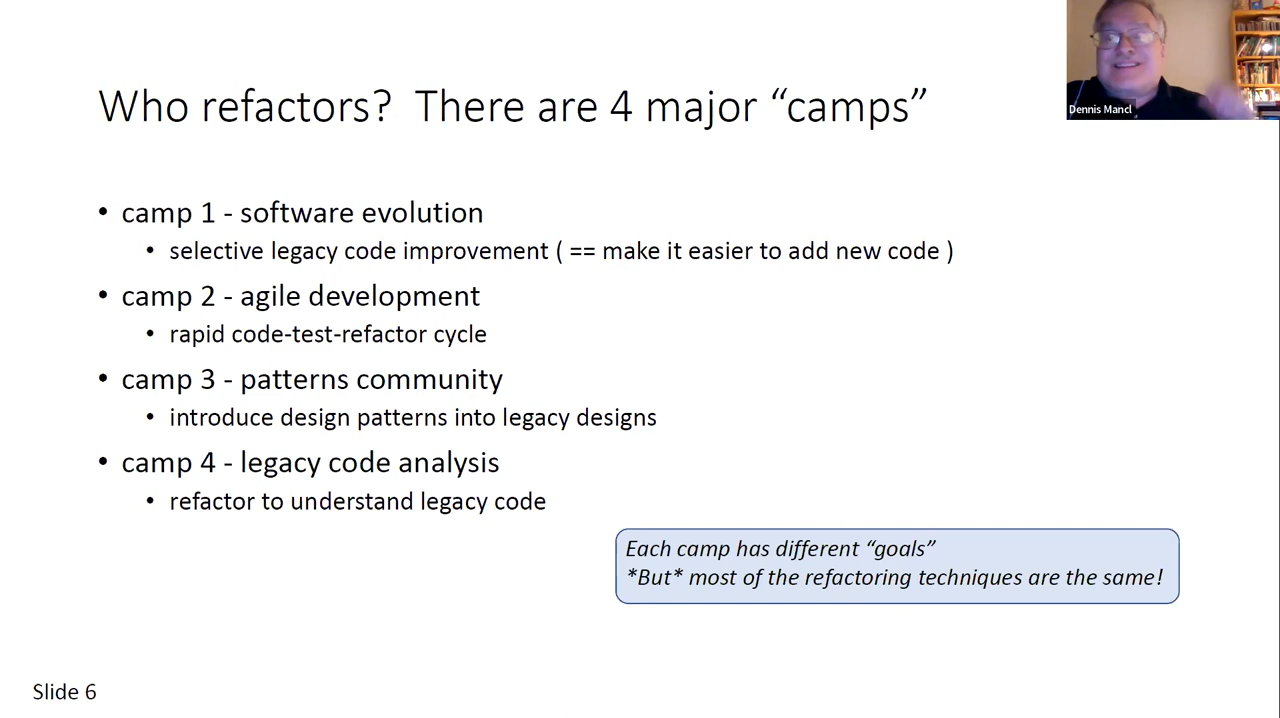 Who refactors?  There are 4 major “camps”
Dennis Mancl
• camp 1 - software evolution
• selective legacy code improvement ( == make it easier to add new code )
• camp 2 - agile development
• rapid code-test-refactor cycle
• camp 3 - patterns community
• introduce design patterns into legacy designs
• camp 4 - legacy code analysis
• refactor to understand legacy code
Each camp has different “goals”
*But* most of the refactoring techniques are the same!
Slide 6